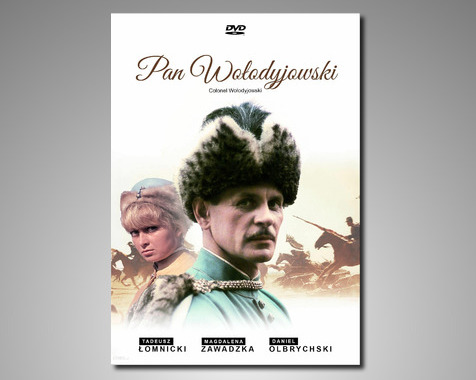 DVD
Pan Wołodyjowski
Colonel Wolodyjowski
TADEUSZ MAGDALENA DANIEL
ŁOMNICKI ZAWADZKA OLBRYCHSKI